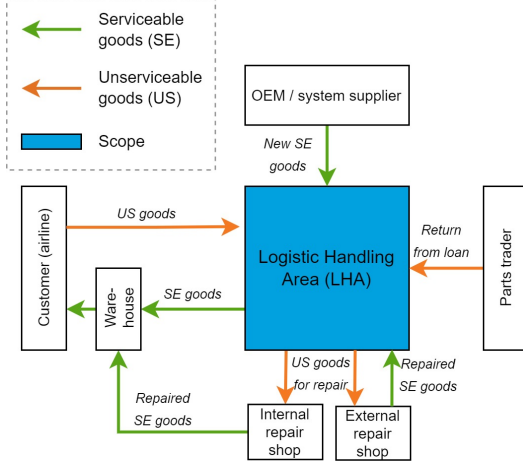 Serviceable
goods (SE)
Unserviceable
goods (US)
Scope
OEM / system supplier
New SE
goods
US goods
Customer (airline)
Logistic Handling
Area (LHA)
Return
from loan
Parts trader
Ware-
house
SE goods
US goods
for repair
Repaired
SE goods
Repaired
SE goods
Internal
repair
shop
External
repair
shop